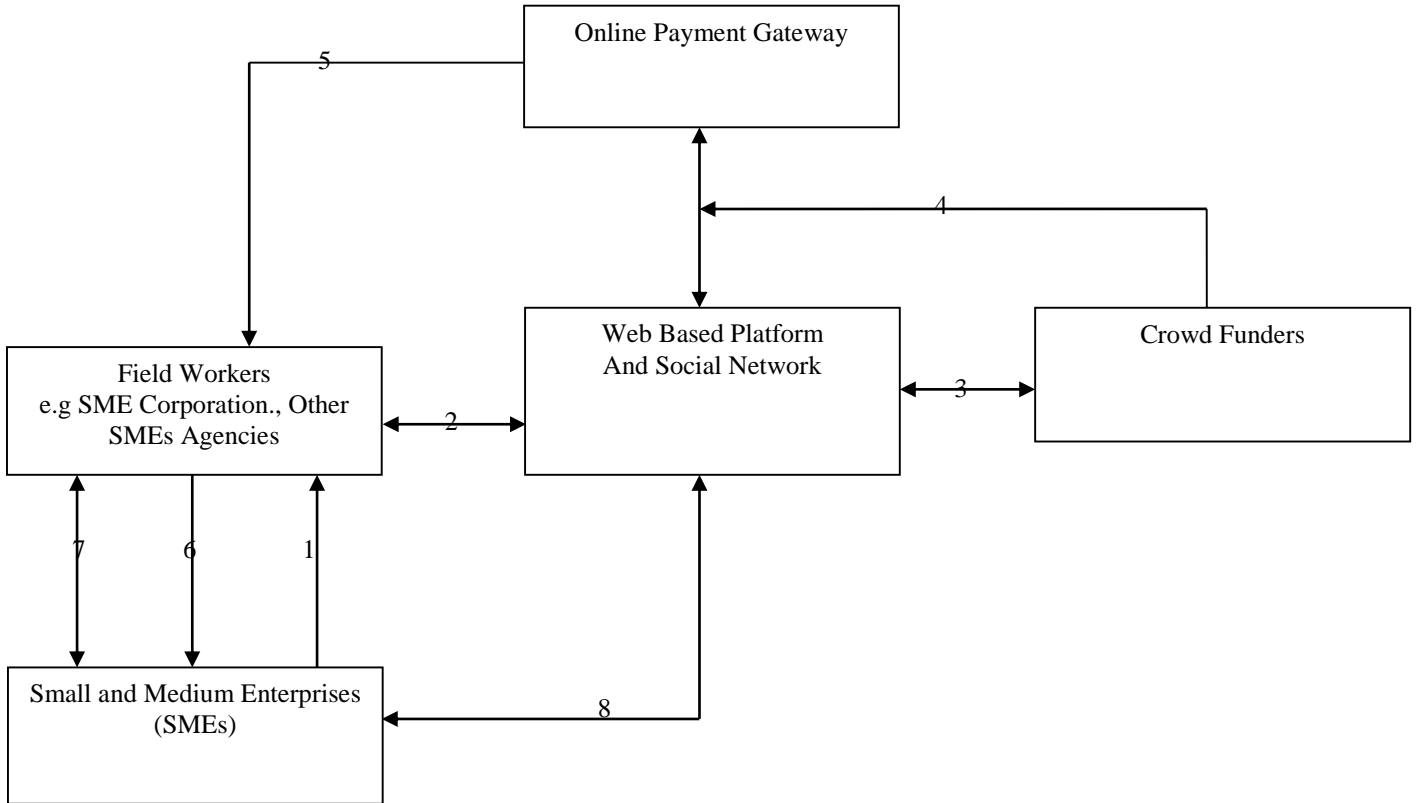 Online Payment Gateway
5
4
Web Based Platform
And Social Network
Crowd Funders
Field Workers
e.g SME Corporation., Other
SMEs Agencies
3
2
7
6
1
Small and Medium Enterprises
(SMEs)
8